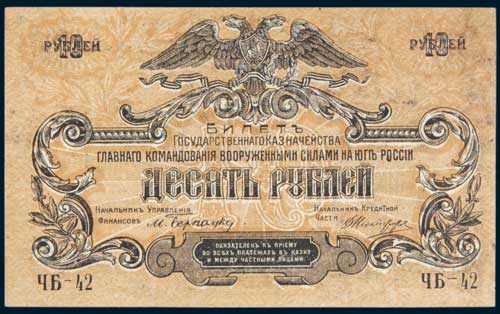 10 РУБЛЕЙ
10 РУБЛЕЙ
БИЛЕТЪ
ГОСУДАРСТВЕННАГО КАЗНАЧЕЙСТВА
ГЛАВНАГО КОМАНДОВАНІЯ ВООРУЖЕННЫМИ СИЛАМИ НА ЮГѢ РОССІИ
ДЕСЯТЬ РУБЛЕЙ
НАЧАЛЬНИК УПРАВЛЕНІЯ
ФИНАНСОВЪ
НАЧАЛЬНИКЪ КРЕДИТНОЙ
ЧАСТИ
ОБЯЗАТЕЛЕНЪ КЪ ПРІЕМУ
ВО ВСѢХЪ ПЛАТЕЖАХЪ ВЪ КАЗНУ
И МЕЖДУ ЧАСТНЫМИ ЛИЦАМИ.
ЧБ-42
ЧБ-42